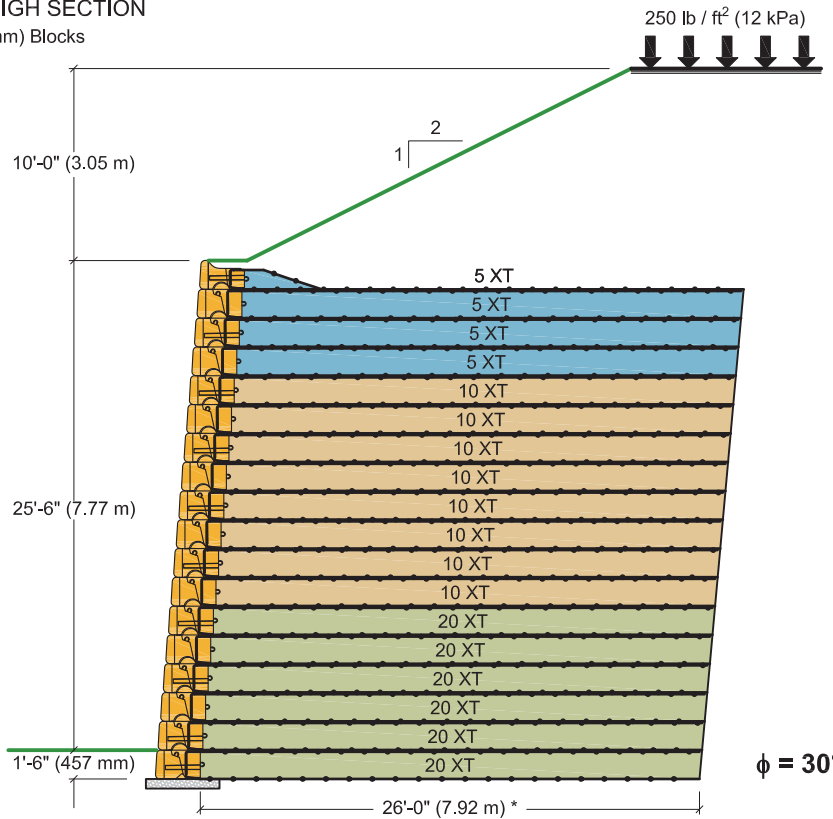 IGH SECTION
m) Blocks
250 lb / ft² (12 kPa)
2
1
10'-0" (3.05 m)
5 XT
5 XT
5 XT
5 XT
10 XT
10 XT
10 XT
10 XT
25'-6" (7.77 m)
10 XT
10 XT
10 XT
10 XT
20 XT
20 XT
20 XT
20 XT
20 XT
1'-6" (457 mm)
20 XT
ϕ = 30°
26'-0" (7.92 m) *